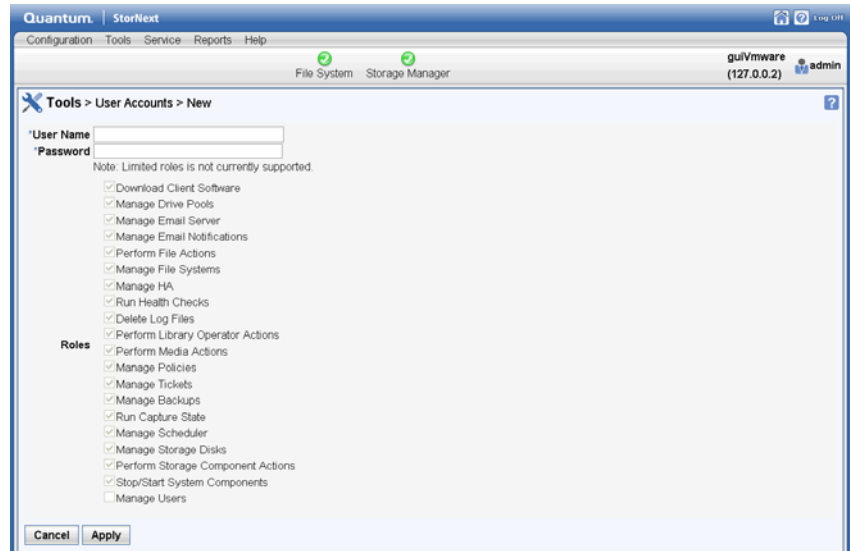 Quantum. StorNext Log Off
Configuration Tools Service Reports Help
File System Storage Manager
guiVmware
(127.0.0.2)
admin
Tools > User Accounts > New
*User Name
*Password
Note: Limited roles is not currently supported.
Roles
Download Client Software
Manage Drive Pools
Manage Email Server
Manage Email Notifications
Perform File Actions
Manage File Systems
Manage HA
Run Health Checks
Delete Log Files
Perform Library Operator Actions
Perform Media Actions
Manage Policies
Manage Tickets
Manage Backups
Run Capture State
Manage Scheduler
Manage Storage Disks
Perform Storage Component Actions
Stop/Start System Components
Manage Users
Cancel Apply